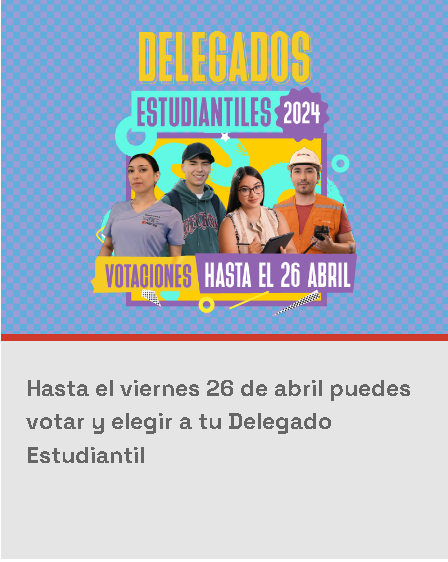 DELEGADOS
ESTUDIANTILES 2024
VOTACIONES HASTA EL 26 ABRIL
Hasta el viernes 26 de abril puedes
votar y elegir a tu Delegado
Estudiantil